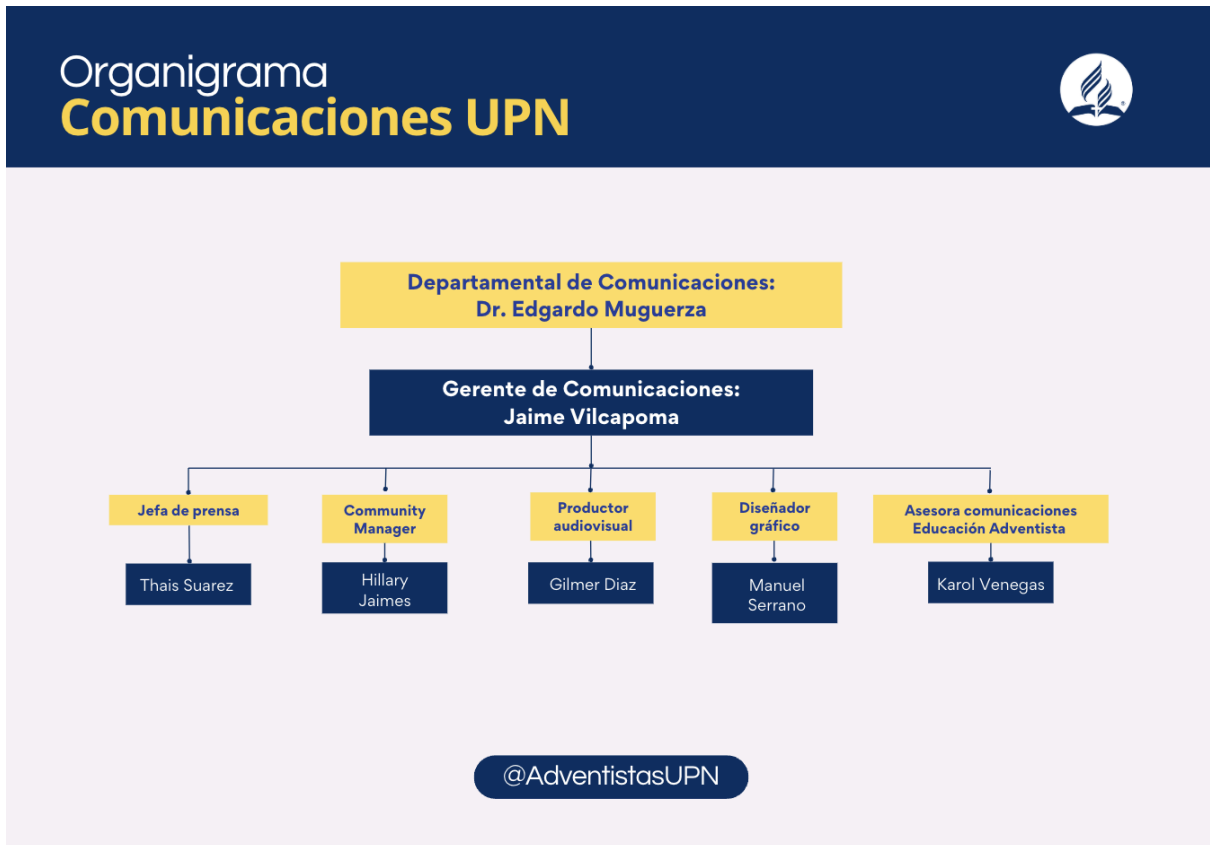 Organigrama
Comunicaciones UPN
Departamental de Comunicaciones:
Dr. Edgardo Muguerza
Gerente de Comunicaciones:
Jaime Vilcapoma
Jefa de prensa
Community
Manager
Productor
audiovisual
Diseñador
gráfico
Asesora comunicaciones
Educación Adventista
Thais Suarez
Hillary
Jaimes
Gilmer Diaz
Manuel
Serrano
Karol Venegas
@AdventistasUPN